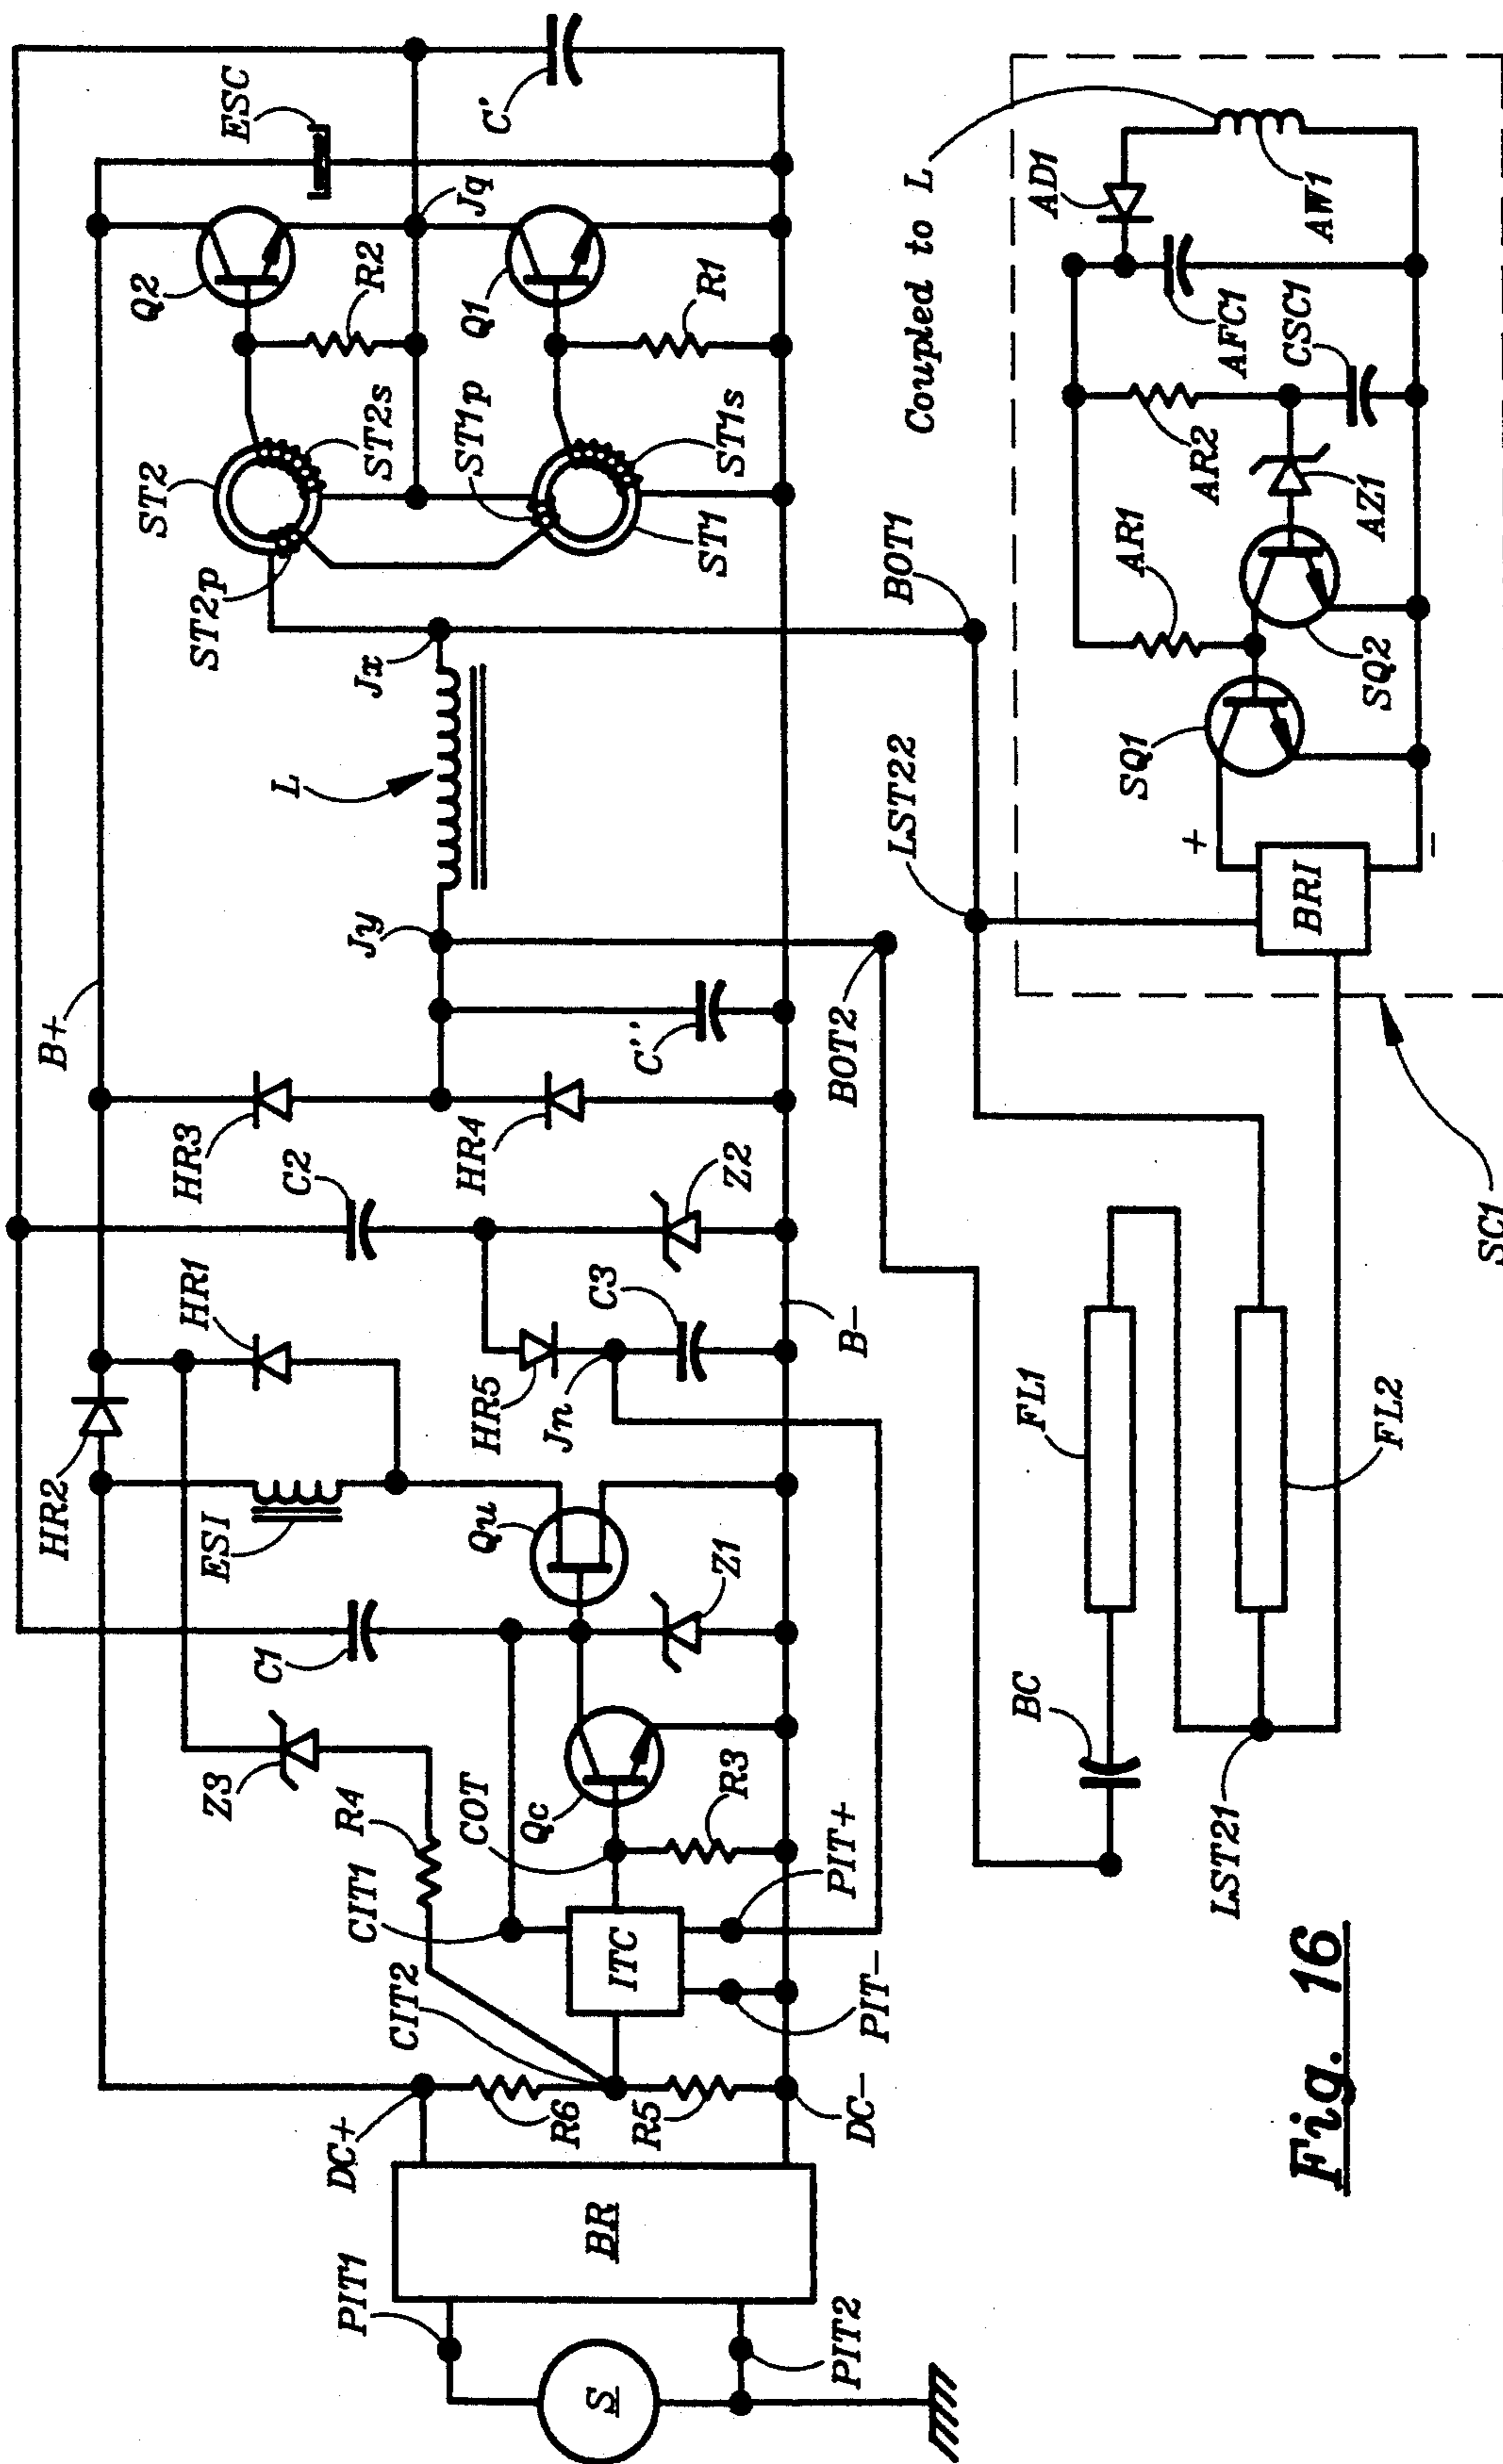 S
PIT1
PIT2
BR
DC+
DC-
R6
R5
CIT2
CIT1
ITC
PIT-
PIT+
COT
R4
Z3
Qc
R3
C1
Z1
Qu
ESI
HR2
HR1
HR5
Jn
C3
B-
C2
Z2
HR3
HR4
B+
C''
Jy
L
Jx
BOT2
BOT1
ST2p
ST2
ST2s
ST1p
ST1
ST1s
Q2
R2
Q1
R1
Jq
ESC
C'
BC
FL1
FL2
LST21
LST22
SC1
BRI
+
-
SQ1
SQ2
AR1
AZ1
AR2
CSC1
AFC1
AD1
AW1
Coupled to L
Fig. 16